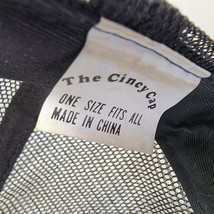 The Cincy Cap
ONE SIZE FITS ALL
MADE IN CHINA